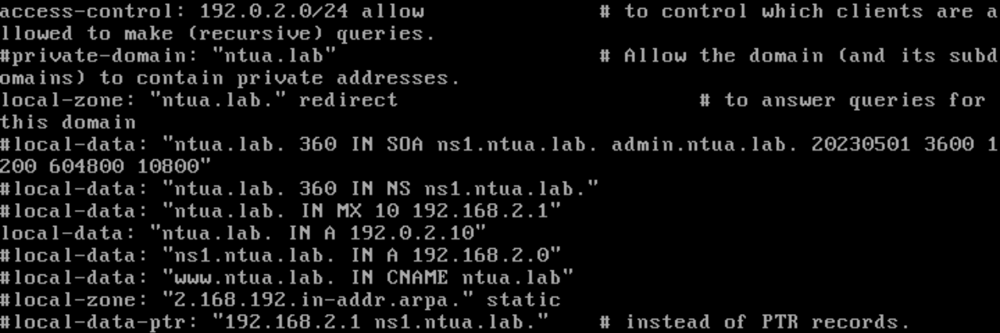 access-control: 192.0.2.0/24 allow              # to control which clients are a
llowed to make (recursive) queries.
#private-domain: "ntua.lab"                     # Allow the domain (and its subd
omains) to contain private addresses.
local-zone: "ntua.lab." redirect                        # to answer queries for
this domain
#local-data: "ntua.lab. 360 IN SOA ns1.ntua.lab. admin.ntua.lab. 20230501 3600 1
200 604800 10800"
#local-data: "ntua.lab. 360 IN NS ns1.ntua.lab."
#local-data: "ntua.lab. IN MX 10 192.168.2.1"
local-data: "ntua.lab. IN A 192.0.2.10"
#local-data: "ns1.ntua.lab. IN A 192.168.2.0"
#local-data: "www.ntua.lab. IN CNAME ntua.lab"
#local-zone: "2.168.192.in-addr.arpa." static
#local-data-ptr: "192.168.2.1 ns1.ntua.lab."    # instead of PTR records.